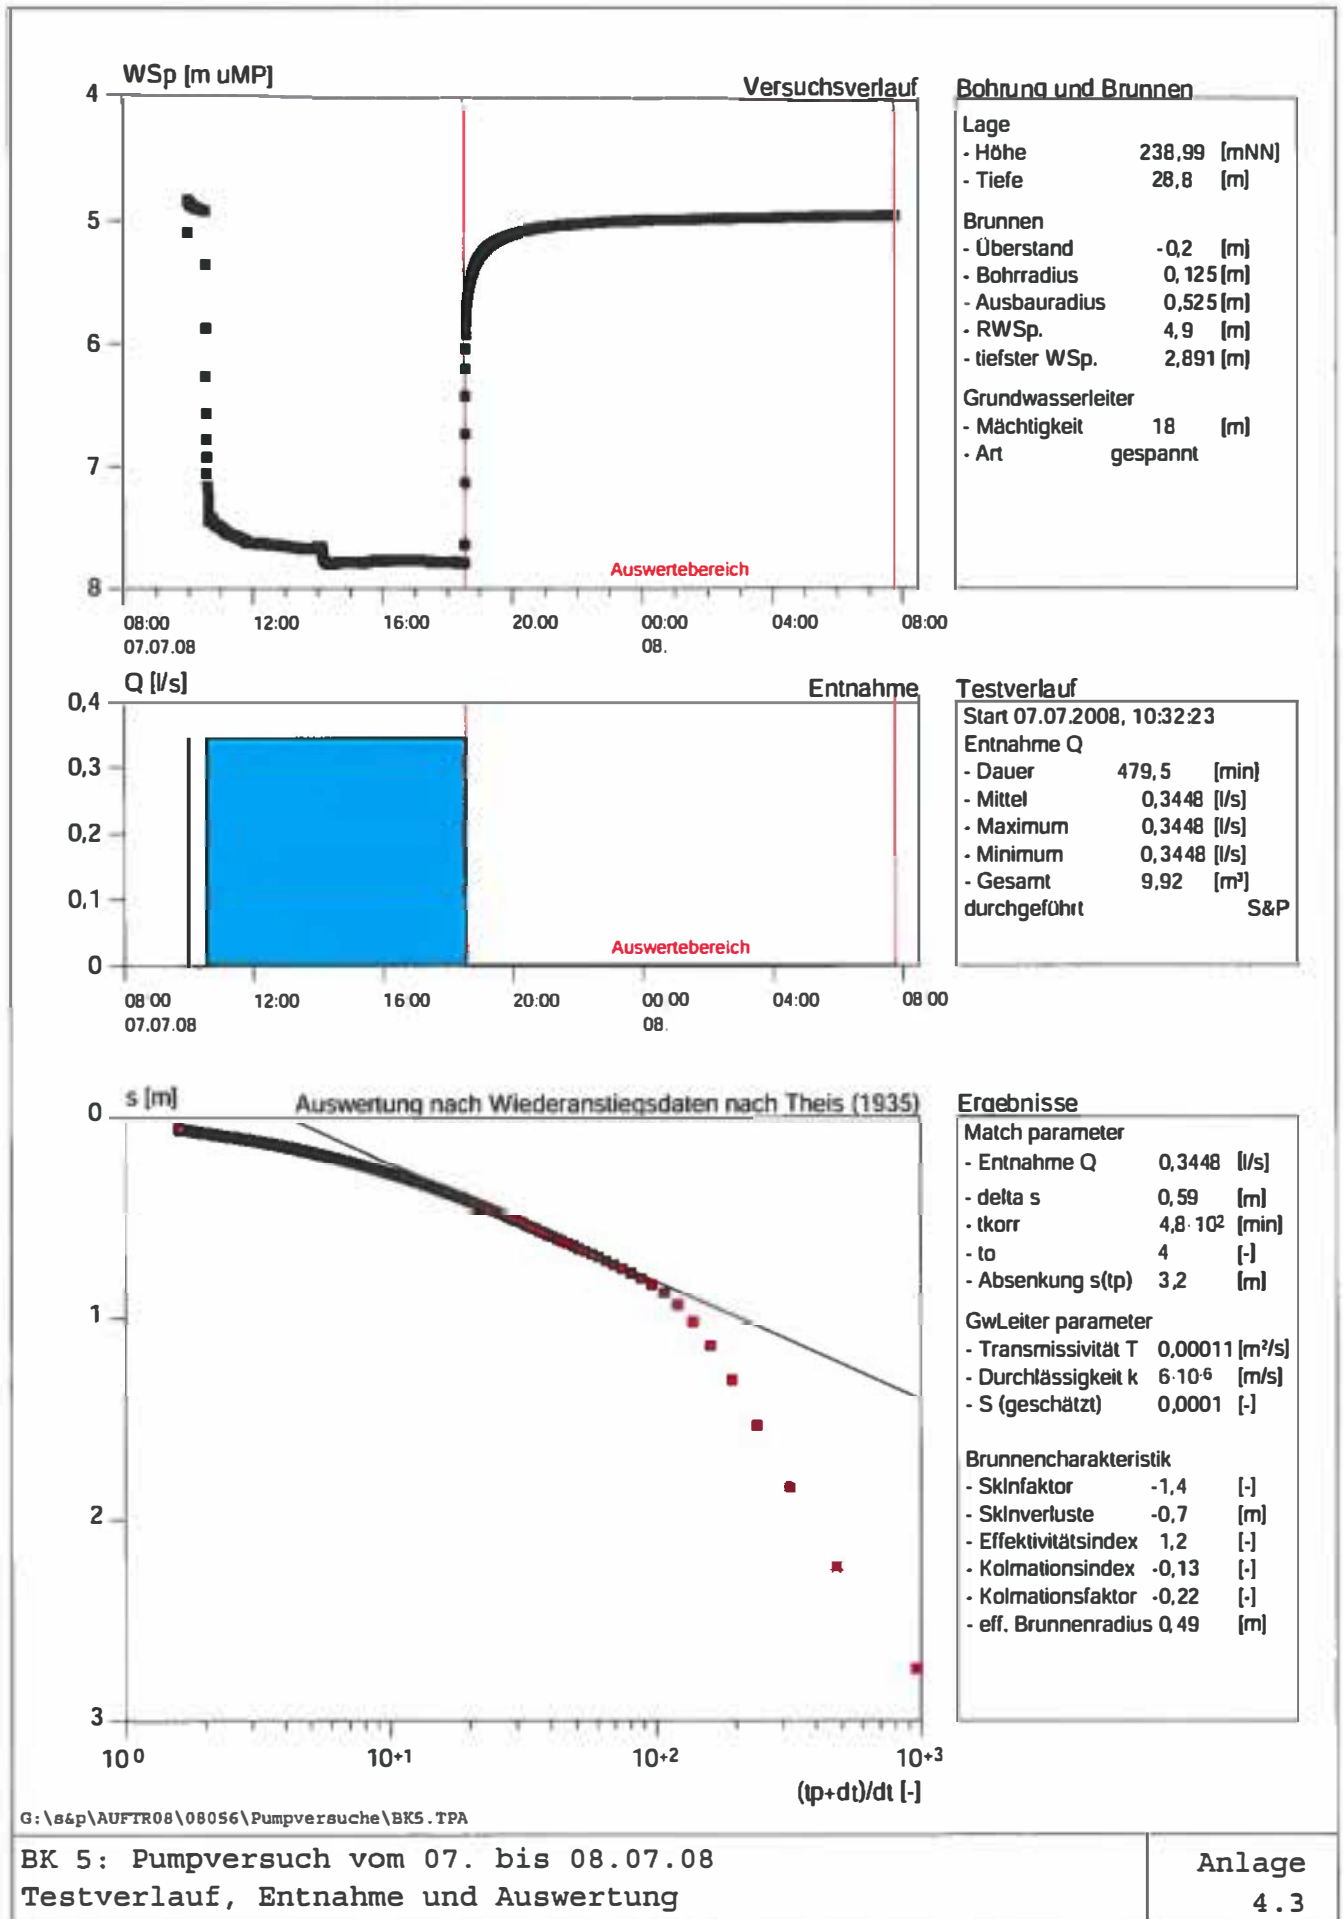 WSp [m uMP]
Versuchsverlauf
4
5
6
7
8
Auswertebereich
08:00 12:00 16:00 20:00 00:00 04:00 08:00
07.07.08 08.
Bohrung und Brunnen
Lage
- Höhe 238,99 [mNN]
- Tiefe 28,8 [m]
Brunnen
- Überstand -0,2 [m]
- Bohrradius 0,125 [m]
- Ausbauradius 0,525 [m]
- RWSp. 4,9 [m]
- tiefster WSp. 2,891 [m]
Grundwasserleiter
- Mächtigkeit 18 [m]
- Art gespannt
Q [l/s]
Entnahme
0,4
0,3
0,2
0,1
0
Auswertebereich
08:00 12:00 16:00 20:00 00:00 04:00 08:00
07.07.08 08.
Testverlauf
Start 07.07.2008, 10:32:23
Entnahme Q
- Dauer 479,5 [min]
- Mittel 0,3448 [l/s]
- Maximum 0,3448 [l/s]
- Minimum 0,3448 [l/s]
- Gesamt 9,92 [m³]
durchgeführt S&P
s [m]
Auswertung nach Wiederanstiegsdaten nach Theis (1935)
0
1
2
3
10⁰ 10⁺¹ 10⁺² 10⁺³
(tp+dt)/dt [-]
Ergebnisse
Match parameter
- Entnahme Q 0,3448 [l/s]
- delta s 0,59 [m]
- tkorr 4,8·10² [min]
- to 4 [-]
- Absenkung s(tp) 3,2 [m]
GwLeiter parameter
- Transmissivität T 0,00011 [m²/s]
- Durchlässigkeit k 6·10⁻⁶ [m/s]
- S (geschätzt) 0,0001 [-]
Brunnencharakteristik
- Skinfaktor -1,4 [-]
- Skinverluste -0,7 [m]
- Effektivitätsindex 1,2 [-]
- Kolmationsindex -0,13 [-]
- Kolmationsfaktor -0,22 [-]
- eff. Brunnenradius 0,49 [m]
G:\s&p\AUFTR08\08056\Pumpversuche\BK5.TPA
BK 5: Pumpversuch vom 07. bis 08.07.08
Testverlauf, Entnahme und Auswertung
Anlage
4.3